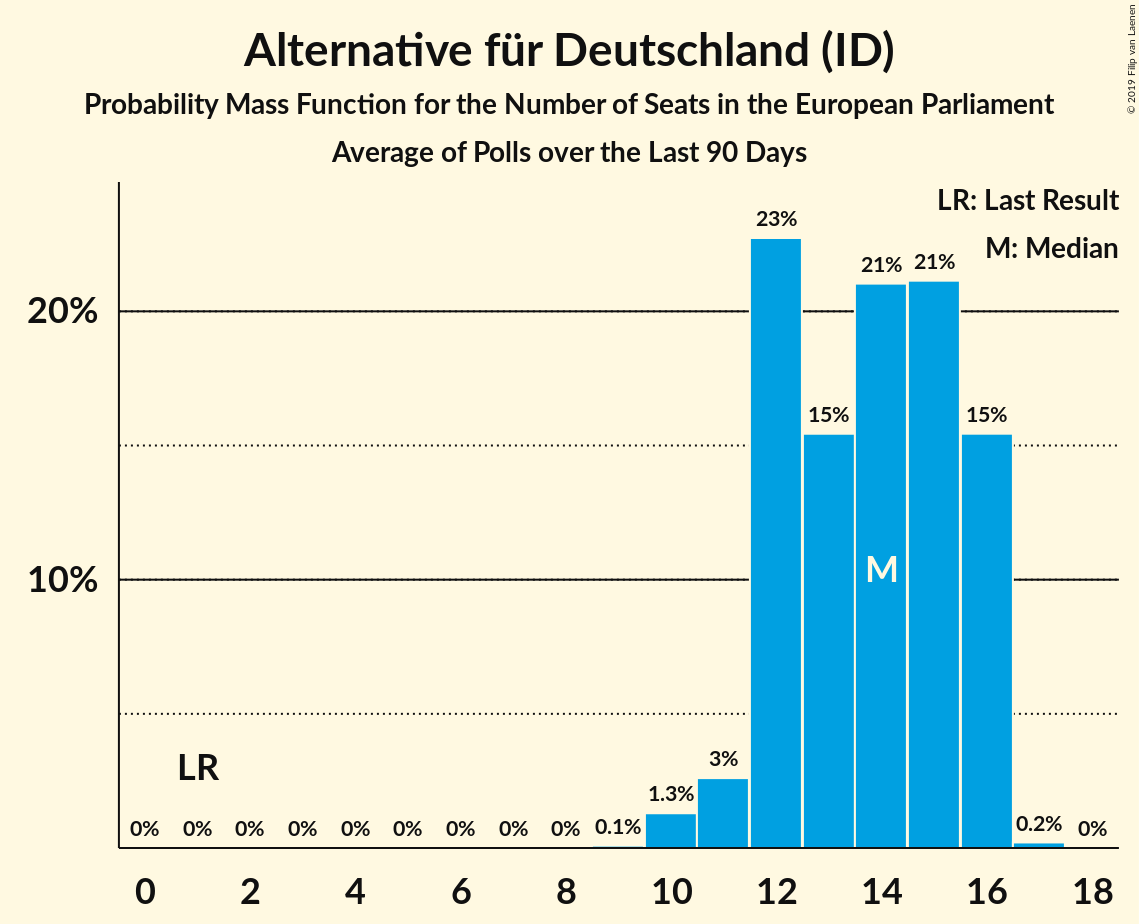 Alternative für Deutschland (ID)
Probability Mass Function for the Number of Seats in the European Parliament
Average of Polls over the Last 90 Days
© 2019 Filip van Laenen
LR: Last Result
M: Median
23%
21%
21%
20%
15%
15%
10%
M
LR
3%
1.3%
0% 0% 0% 0% 0% 0% 0% 0% 0% 0.1% 0.2% 0%
0 2 4 6 8 10 12 14 16 18